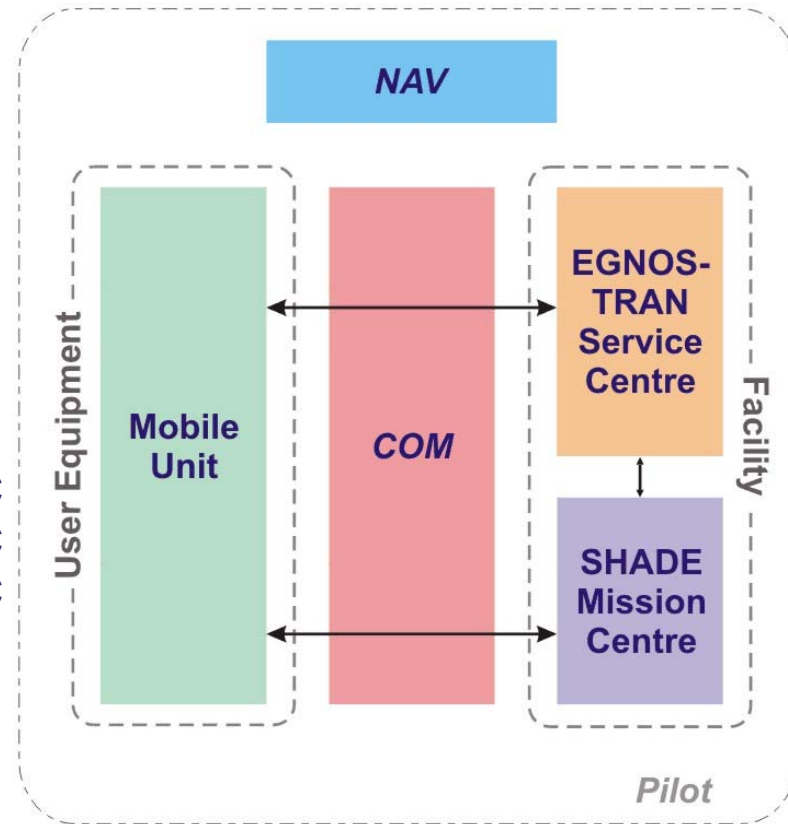 NAV
User Equipment
Mobile
Unit
COM
EGNOS-
TRAN
Service
Centre
SHADE
Mission
Centre
Facility
Pilot